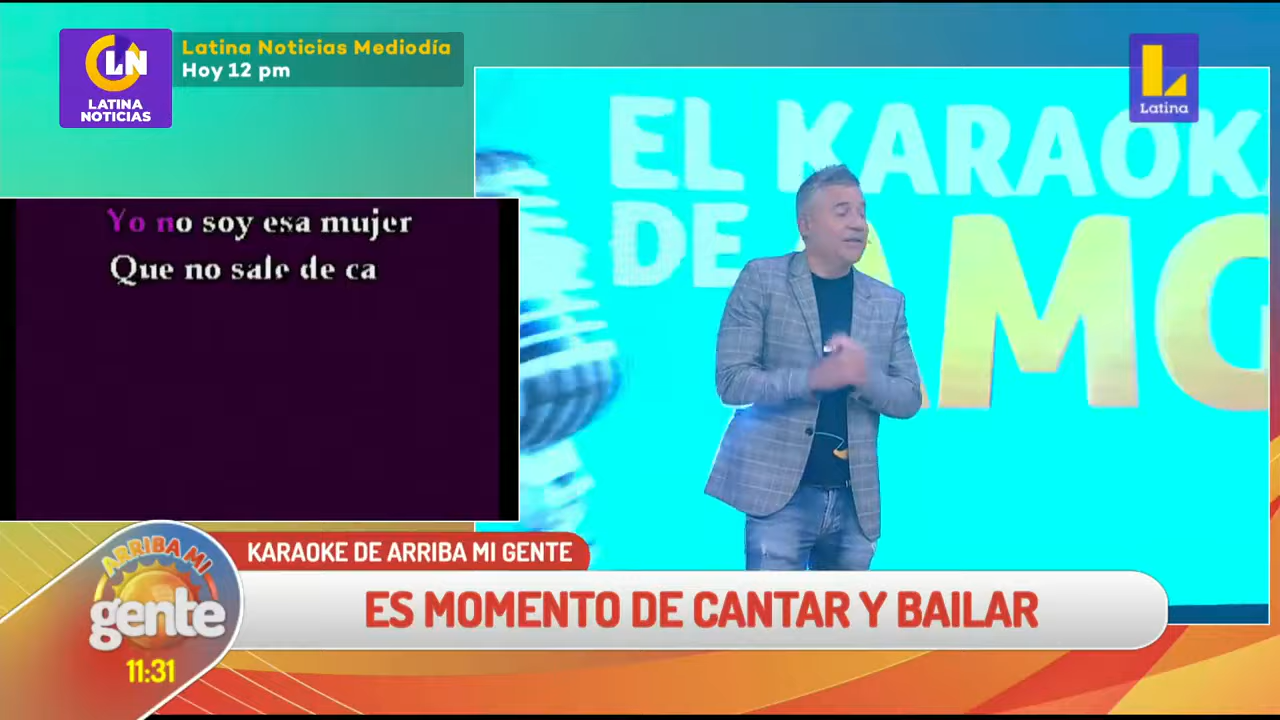 Latina Noticias Mediodía
Hoy 12 pm
LN
LATINA
NOTICIAS
Latina
EL KARAOK
DE AMG
Yo no soy esa mujer
Que no sale de ca
KARAOKE DE ARRIBA MI GENTE
ES MOMENTO DE CANTAR Y BAILAR
ARRIBA MI
gente
11:31